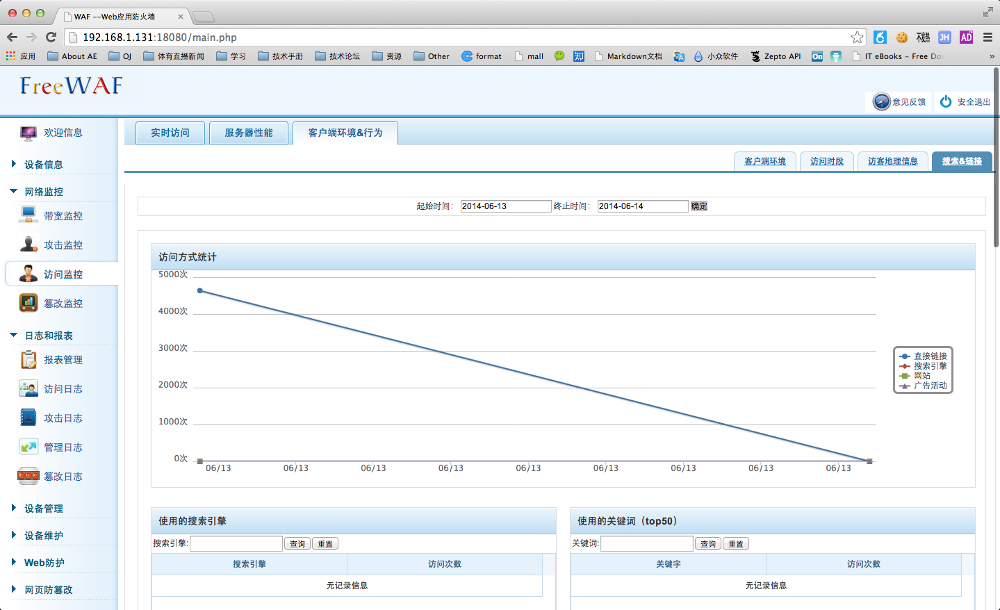 WAF --Web应用防火墙
192.168.1.131:18080/main.php
应用 About AE OJ 体育直播新闻 学习 技术手册 技术论坛 资源 Other format mall 知 Markdown文档 小众软件 Zepto API On IT eBooks - Free Dow »
JH AD
FreeWAF
意见反馈 安全退出
欢迎信息
设备信息
网络监控
带宽监控
攻击监控
访问监控
篡改监控
日志和报表
报表管理
访问日志
攻击日志
管理日志
篡改日志
设备管理
设备维护
Web防护
网页防篡改
实时访问 服务器性能 客户端环境&行为
客户端环境 访问时段 访客地理信息 搜索&链接
起始时间: 2014-06-13 终止时间: 2014-06-14 确定
访问方式统计
5000次
4000次
3000次
2000次
1000次
0次
06/13 06/13 06/13 06/13 06/13 06/13 06/13 06/13 06/13
直接链接
搜索引擎
网站
广告活动
使用的搜索引擎
搜索引擎: 查询 重置
搜索引擎 访问次数
无记录信息
使用的关键词（top50）
关键词: 查询 重置
关键字 访问次数
无记录信息